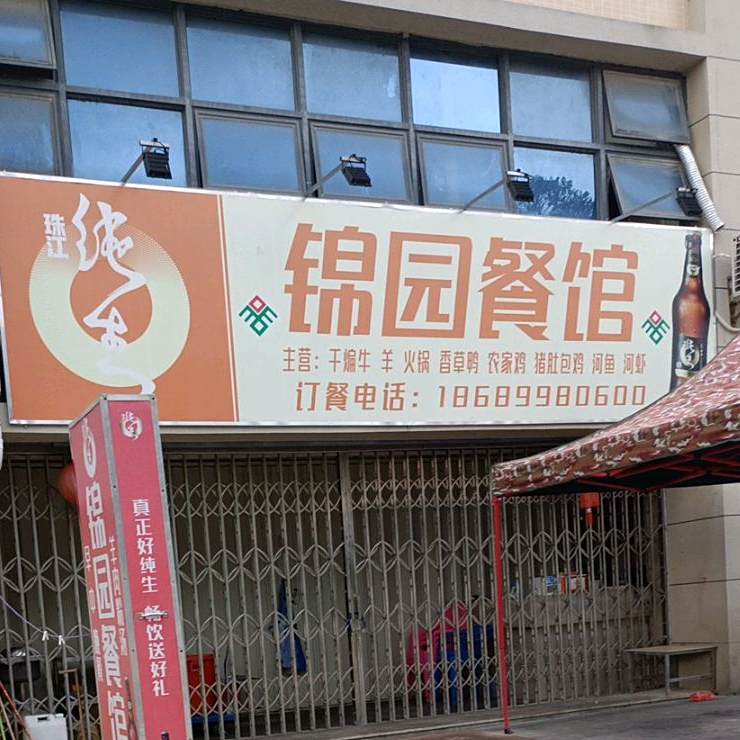 珠江
纯生
锦园餐馆
主营：干煸牛 羊 火锅 香草鸭 农家鸡 猪肚包鸡 河鱼 河虾
订餐电话：18689980600
真正好纯生 餐饮送好礼
锦园餐馆